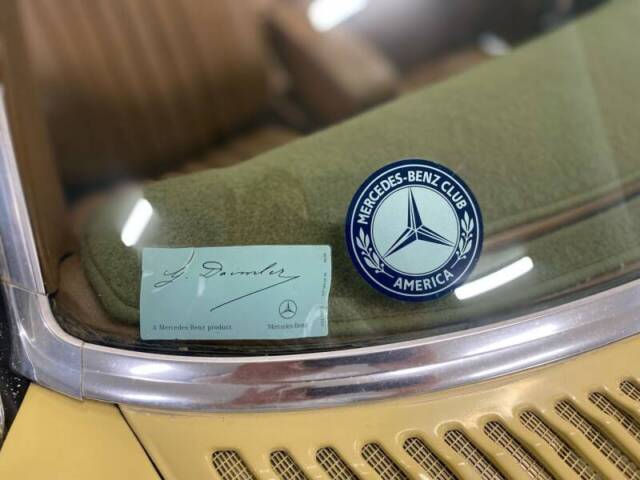 G. Daimler
A Mercedes-Benz product
Mercedes-Benz
MERCEDES-BENZ CLUB
AMERICA